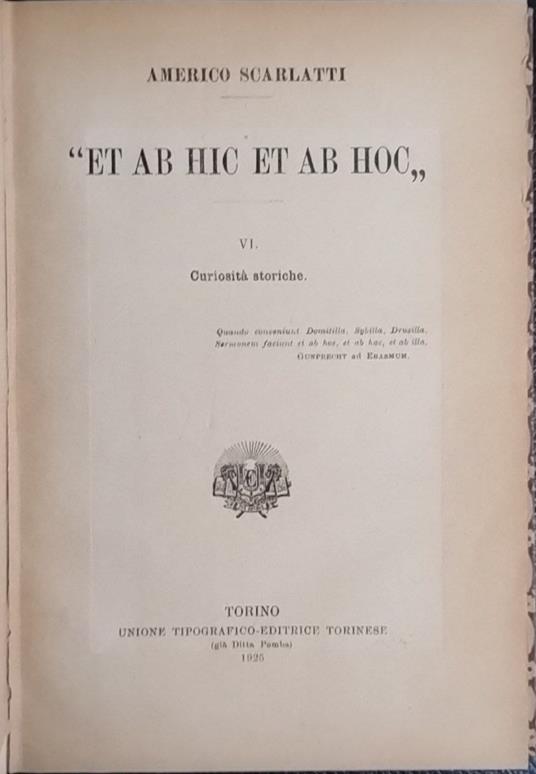 AMERICO SCARLATTI
“ET AB HIC ET AB HOC„
VI.
Curiosità storiche.
Quando conveniunt Domitilla, Sybilla, Drusilla,
Sermonem faciunt et ab hoc, et ab hac, et ab illa.
GUNPRECHT ad ERASMUM.
TORINO
UNIONE TIPOGRAFICO-EDITRICE TORINESE
(già Ditta Pomba)
1925